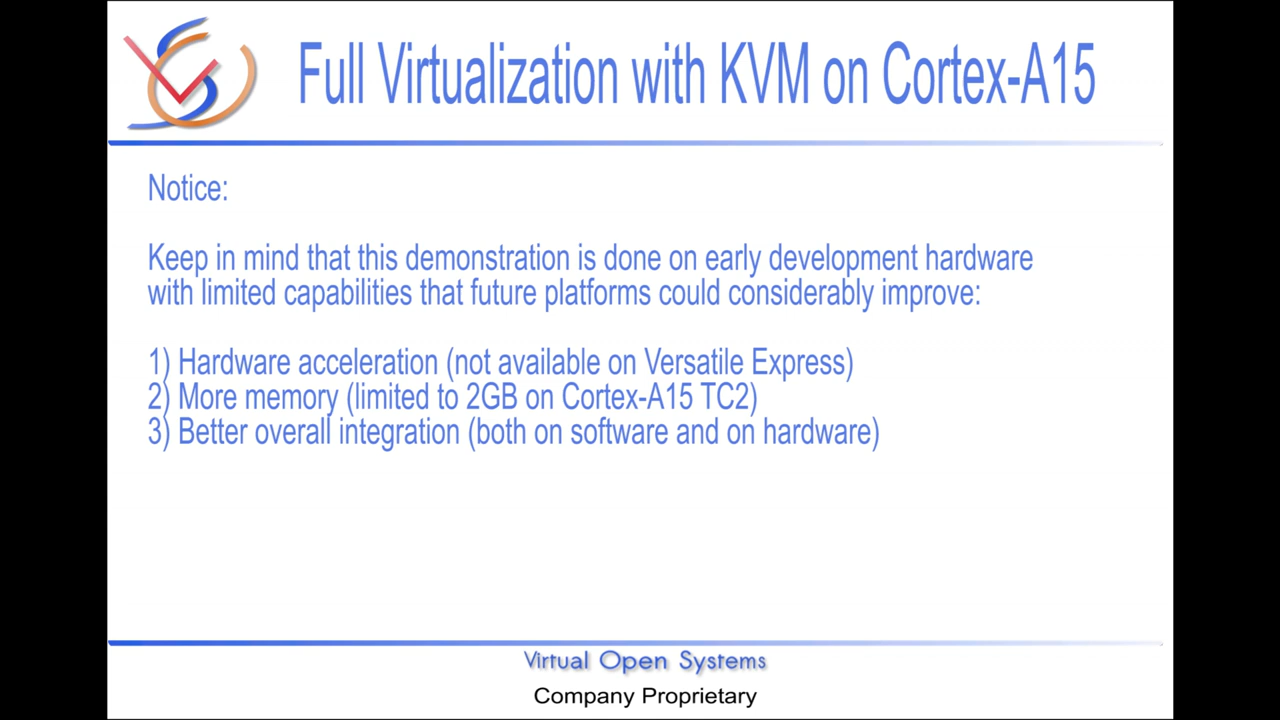 Full Virtualization with KVM on Cortex-A15
Notice:
Keep in mind that this demonstration is done on early development hardware
with limited capabilities that future platforms could considerably improve:
1) Hardware acceleration (not available on Versatile Express)
2) More memory (limited to 2GB on Cortex-A15 TC2)
3) Better overall integration (both on software and on hardware)
Virtual Open Systems
Company Proprietary